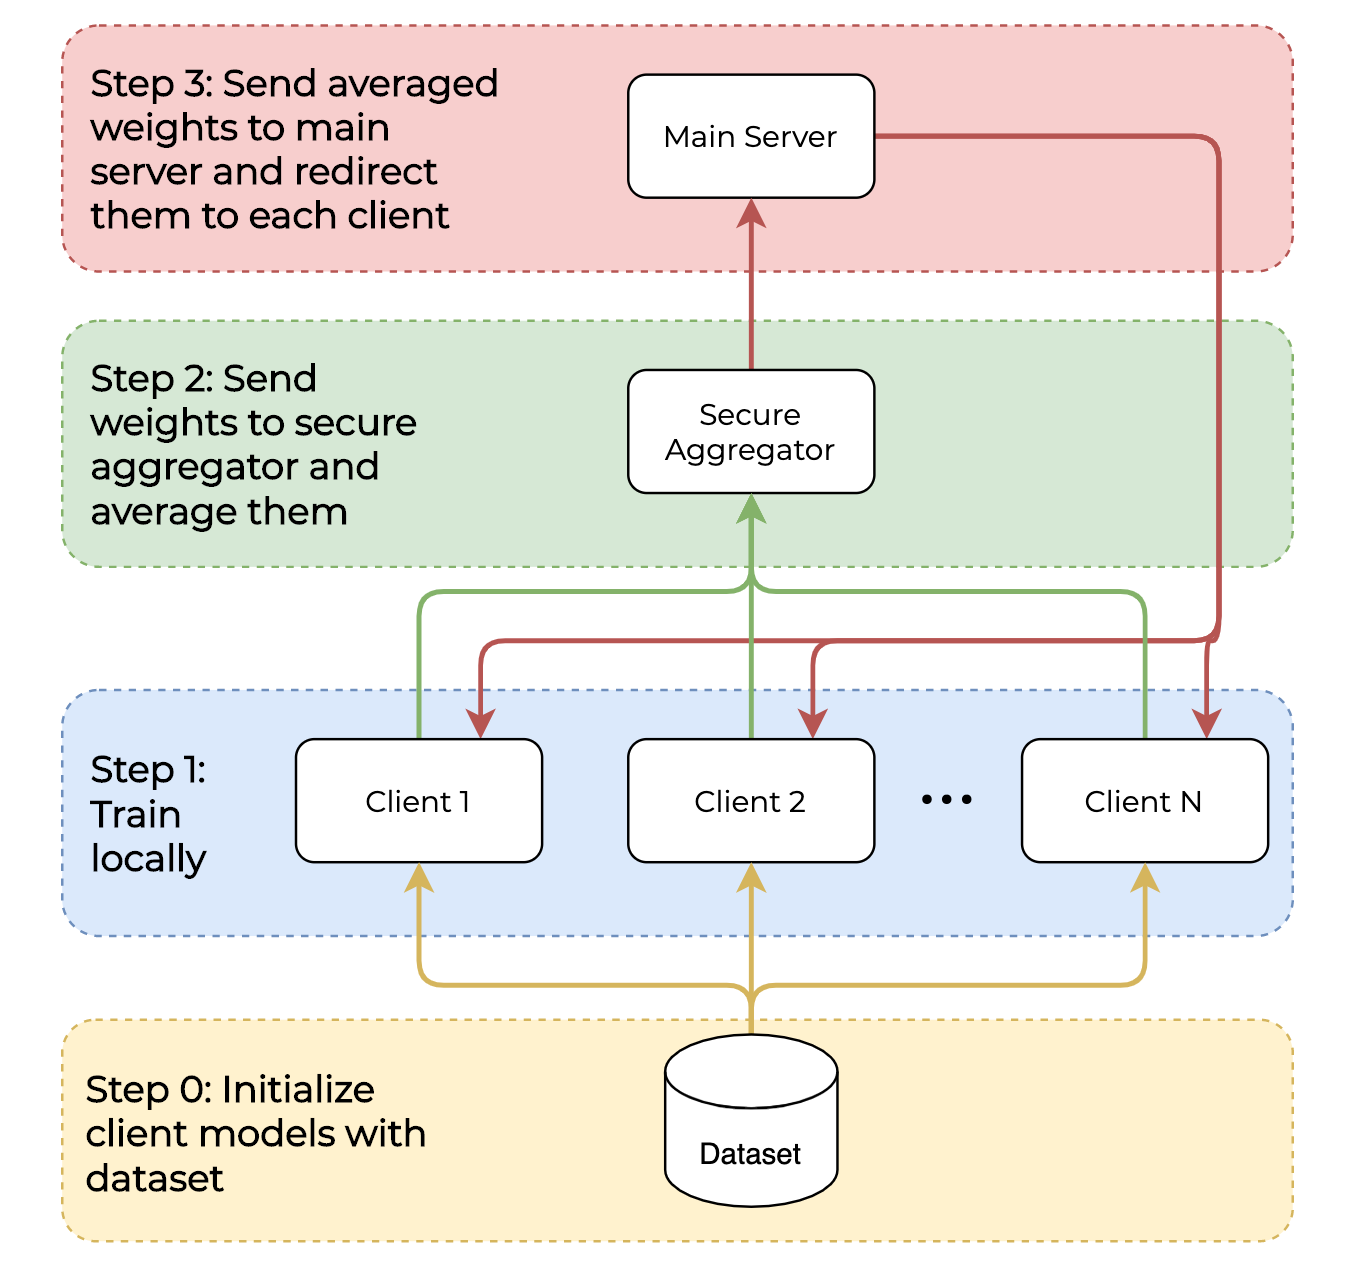 Step 3: Send averaged
weights to main
server and redirect
them to each client
Main Server
Step 2: Send
weights to secure
aggregator and
average them
Secure
Aggregator
Step 1:
Train
locally
Client 1
Client 2
...
Client N
Step 0: Initialize
client models with
dataset
Dataset